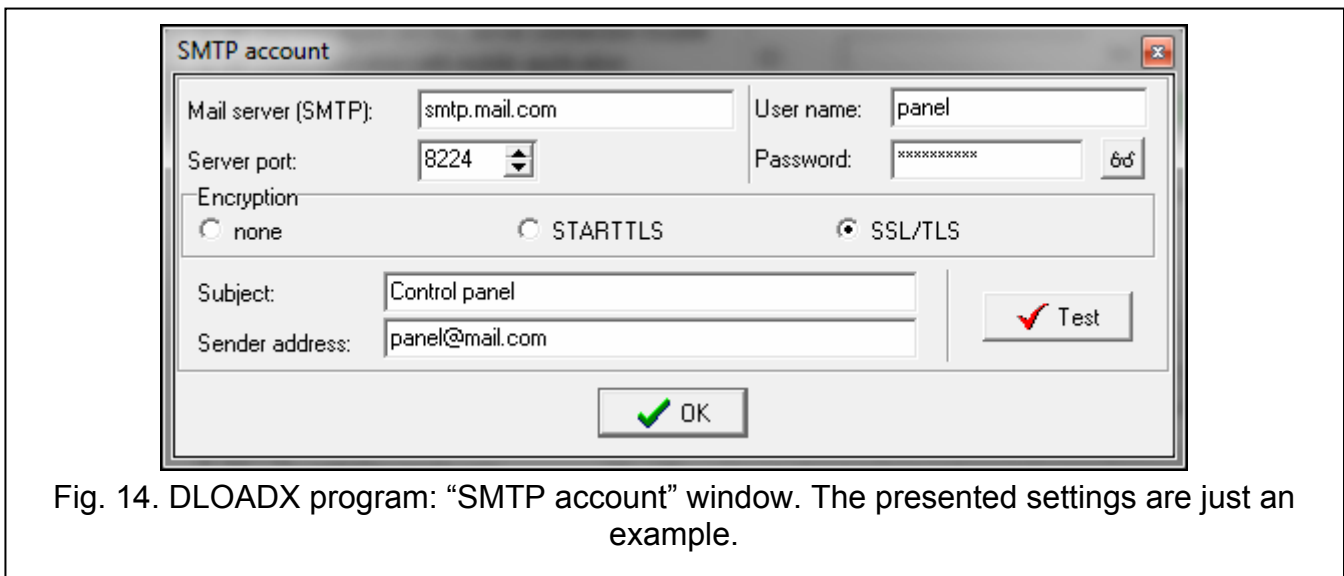 SMTP account
Mail server (SMTP): smtp.mail.com User name: panel
Server port: 8224 Password: **********
Encryption
none STARTTLS SSL/TLS
Subject: Control panel
Test
Sender address: panel@mail.com
OK
Fig. 14. DLOADX program: “SMTP account” window. The presented settings are just an
example.